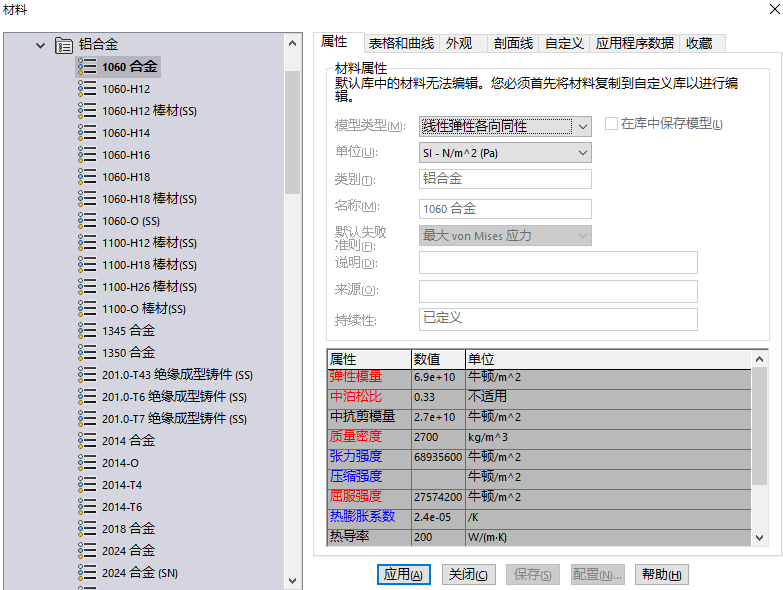 材料
铝合金
1060 合金
1060-H12
1060-H12 棒材(SS)
1060-H14
1060-H16
1060-H18
1060-H18 棒材(SS)
1060-O (SS)
1100-H12 棒材(SS)
1100-H18 棒材(SS)
1100-H26 棒材(SS)
1100-O 棒材(SS)
1345 合金
1350 合金
201.0-T43 绝缘成型铸件 (SS)
201.0-T6 绝缘成型铸件 (SS)
201.0-T7 绝缘成型铸件 (SS)
2014 合金
2014-O
2014-T4
2014-T6
2018 合金
2024 合金
2024 合金 (SN)
属性 表格和曲线 外观 剖面线 自定义 应用程序数据 收藏
材料属性
默认库中的材料无法编辑。您必须首先将材料复制到自定义库以进行编
辑。
模型类型(M): 线性弹性各向同性 在库中保存模型(L)
单位(U): SI - N/m^2 (Pa)
类别(T): 铝合金
名称(M): 1060 合金
默认失败
准则(F): 最大 von Mises 应力
说明(D):
来源(O):
持续性: 已定义
属性 数值 单位
弹性模量 6.9e+10 牛顿/m^2
中泊松比 0.33 不适用
中抗剪模量 2.7e+10 牛顿/m^2
质量密度 2700 kg/m^3
张力强度 68935600 牛顿/m^2
压缩强度 牛顿/m^2
屈服强度 27574200 牛顿/m^2
热膨胀系数 2.4e-05 /K
热导率 200 W/(m·K)
应用(A) 关闭(C) 保存(S) 配置(N)... 帮助(H)